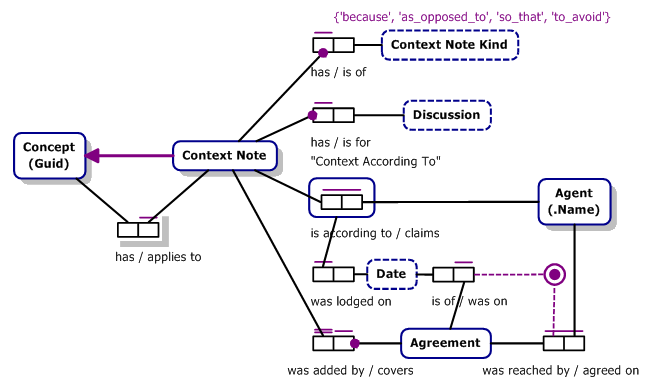 {'because', 'as_opposed_to', 'so_that', 'to_avoid'}
Context Note Kind
has / is of
Discussion
has / is for
"Context According To"
Concept
(Guid)
Context Note
Agent
(.Name)
is according to / claims
has / applies to
Date
was lodged on
is of / was on
Agreement
was added by / covers
was reached by / agreed on